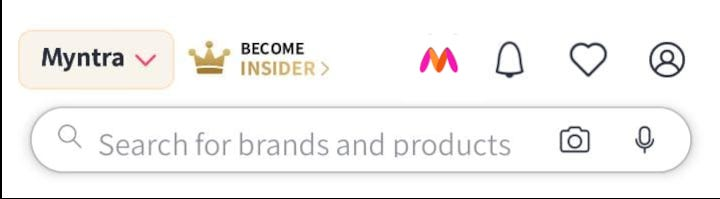 Myntra
BECOME
INSIDER >
Search for brands and products